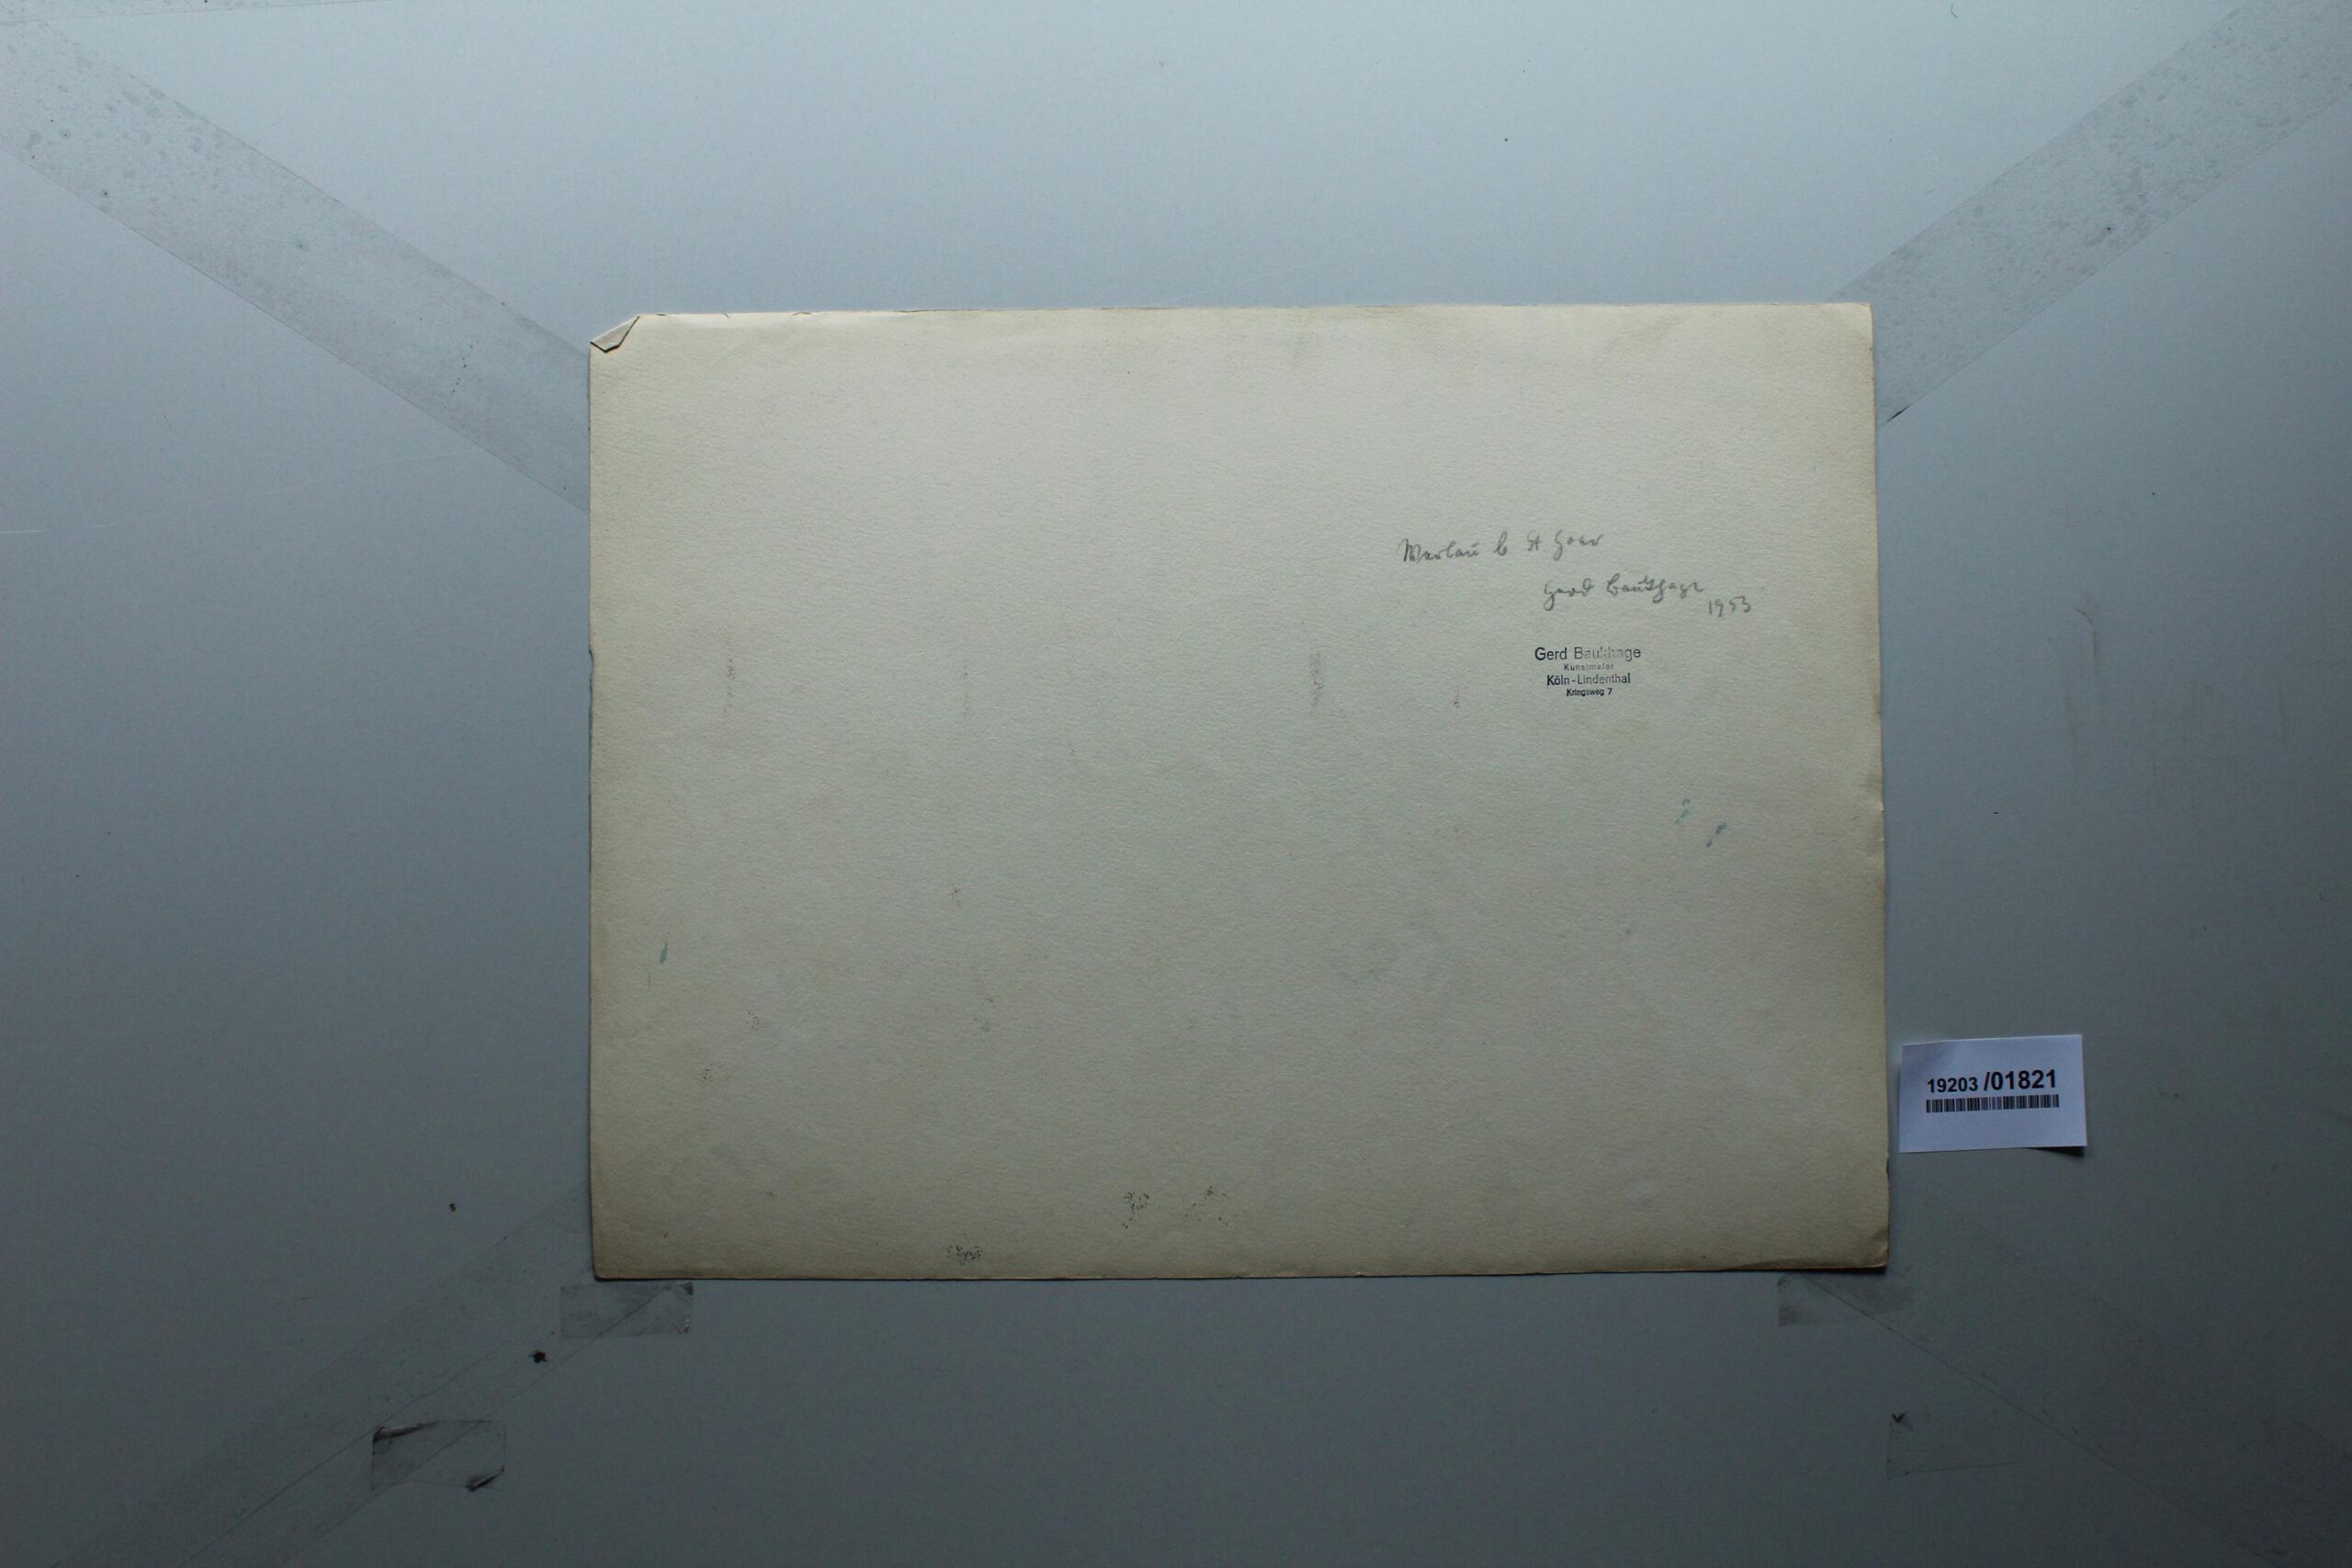 Werlau b St Goar
Gerd Baukhage
1953
Gerd Baukhage
Kunstmaler
Köln-Lindenthal
Kringsweg 7
19203 /01821